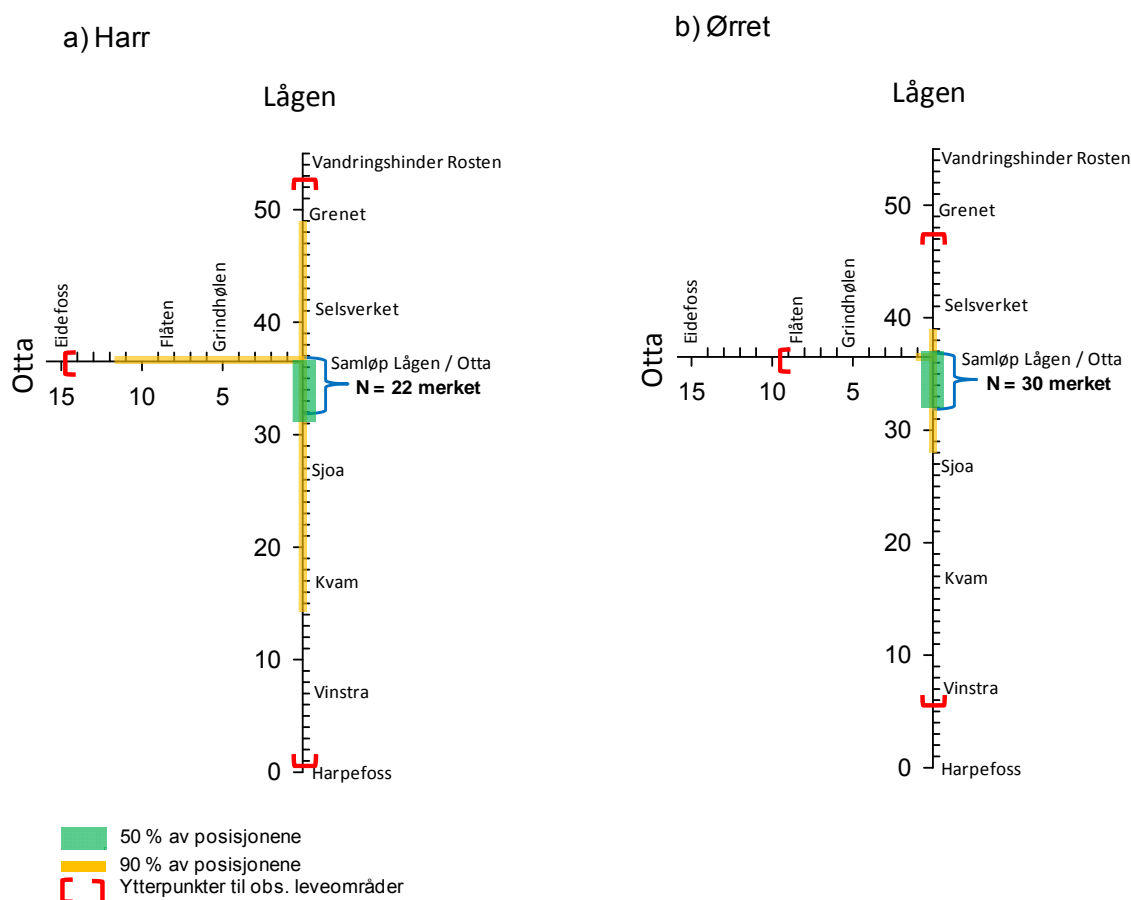 a) Harr
Lågen
Vandringshinder Rosten
50
Grenet
Eidefoss
Flåten
Grindhølen
Selsverket
40
Otta
Samløp Lågen / Otta
15
10
5
N = 22 merket
30
Sjoa
20
Kvam
10
Vinstra
0
Harpefoss
b) Ørret
Lågen
Vandringshinder Rosten
50
Grenet
Eidefoss
Flåten
Grindhølen
Selsverket
40
Otta
Samløp Lågen / Otta
15
10
5
N = 30 merket
30
Sjoa
20
Kvam
10
Vinstra
0
Harpefoss
50 % av posisjonene
90 % av posisjonene
Ytterpunkter til obs. leveområder